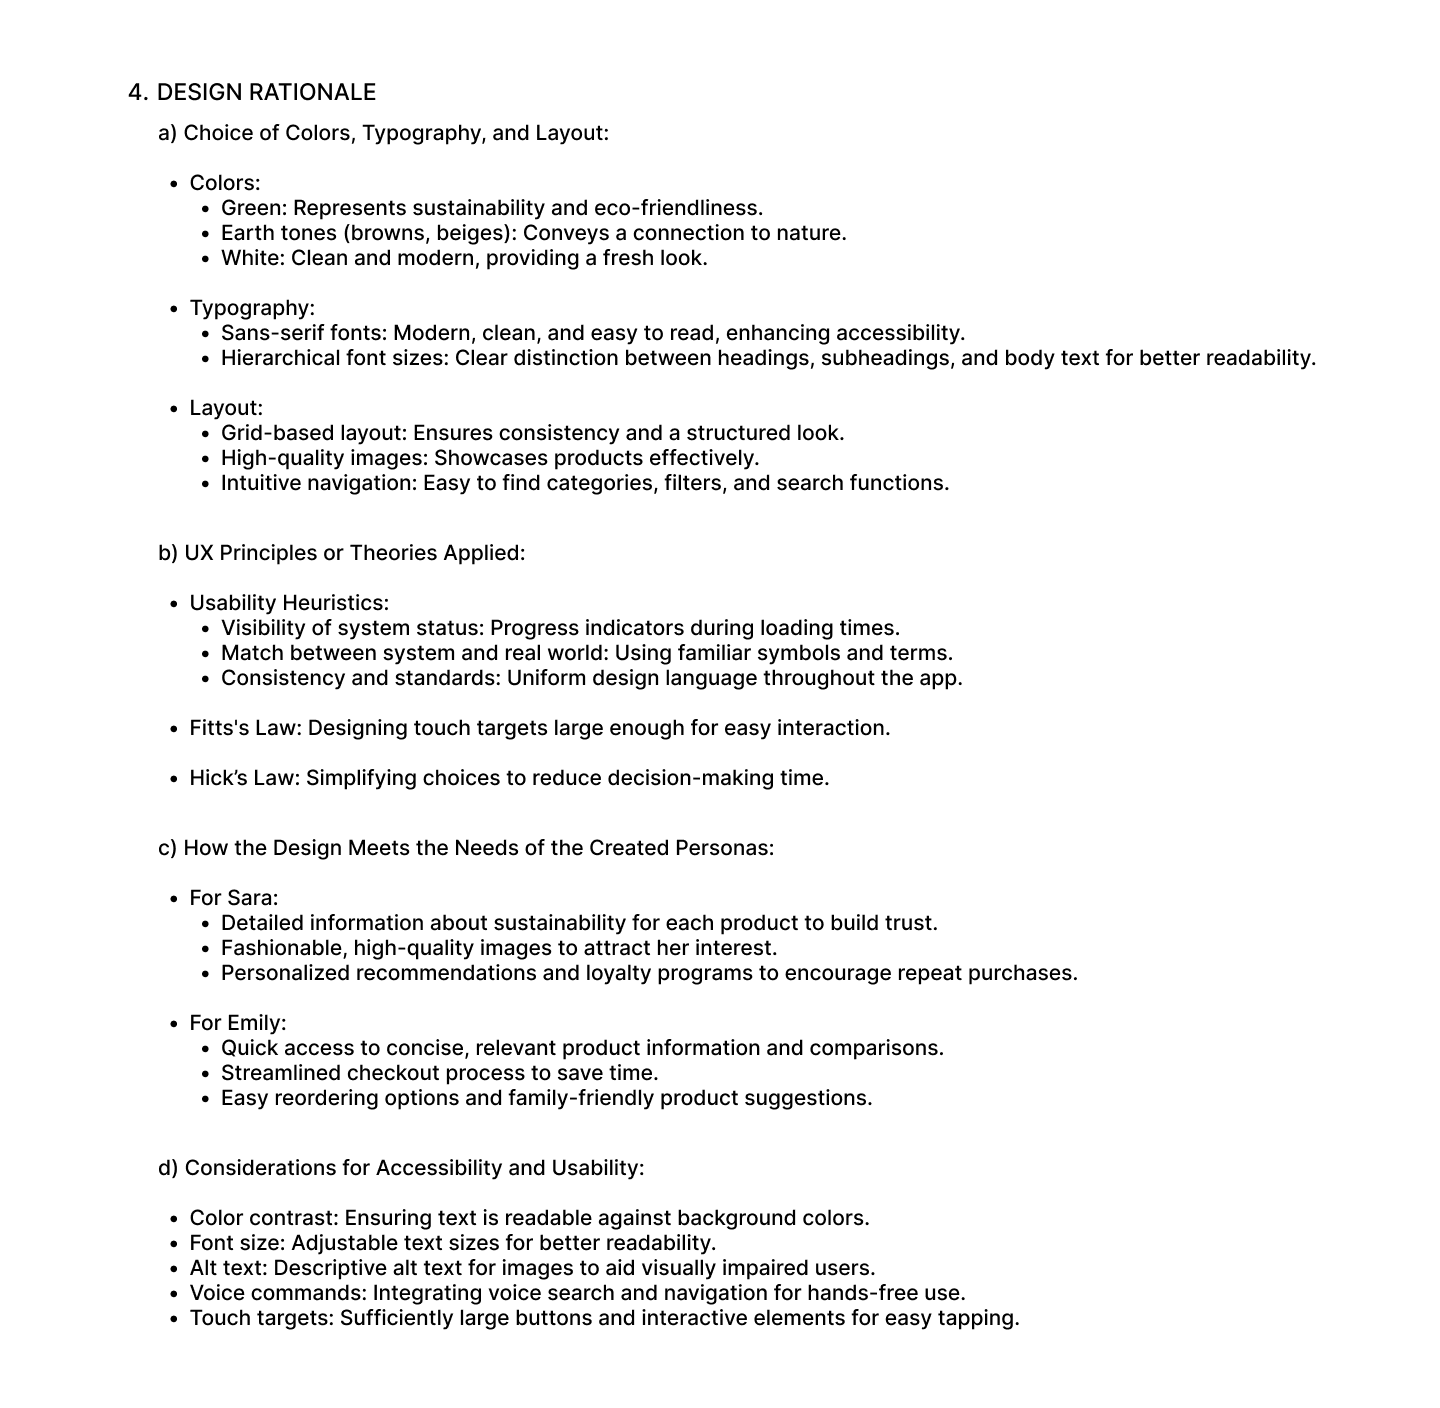 4. DESIGN RATIONALE
a) Choice of Colors, Typography, and Layout:
• Colors:
• Green: Represents sustainability and eco-friendliness.
• Earth tones (browns, beiges): Conveys a connection to nature.
• White: Clean and modern, providing a fresh look.
• Typography:
• Sans-serif fonts: Modern, clean, and easy to read, enhancing accessibility.
• Hierarchical font sizes: Clear distinction between headings, subheadings, and body text for better readability.
• Layout:
• Grid-based layout: Ensures consistency and a structured look.
• High-quality images: Showcases products effectively.
• Intuitive navigation: Easy to find categories, filters, and search functions.
b) UX Principles or Theories Applied:
• Usability Heuristics:
• Visibility of system status: Progress indicators during loading times.
• Match between system and real world: Using familiar symbols and terms.
• Consistency and standards: Uniform design language throughout the app.
• Fitts's Law: Designing touch targets large enough for easy interaction.
• Hick’s Law: Simplifying choices to reduce decision-making time.
c) How the Design Meets the Needs of the Created Personas:
• For Sara:
• Detailed information about sustainability for each product to build trust.
• Fashionable, high-quality images to attract her interest.
• Personalized recommendations and loyalty programs to encourage repeat purchases.
• For Emily:
• Quick access to concise, relevant product information and comparisons.
• Streamlined checkout process to save time.
• Easy reordering options and family-friendly product suggestions.
d) Considerations for Accessibility and Usability:
• Color contrast: Ensuring text is readable against background colors.
• Font size: Adjustable text sizes for better readability.
• Alt text: Descriptive alt text for images to aid visually impaired users.
• Voice commands: Integrating voice search and navigation for hands-free use.
• Touch targets: Sufficiently large buttons and interactive elements for easy tapping.